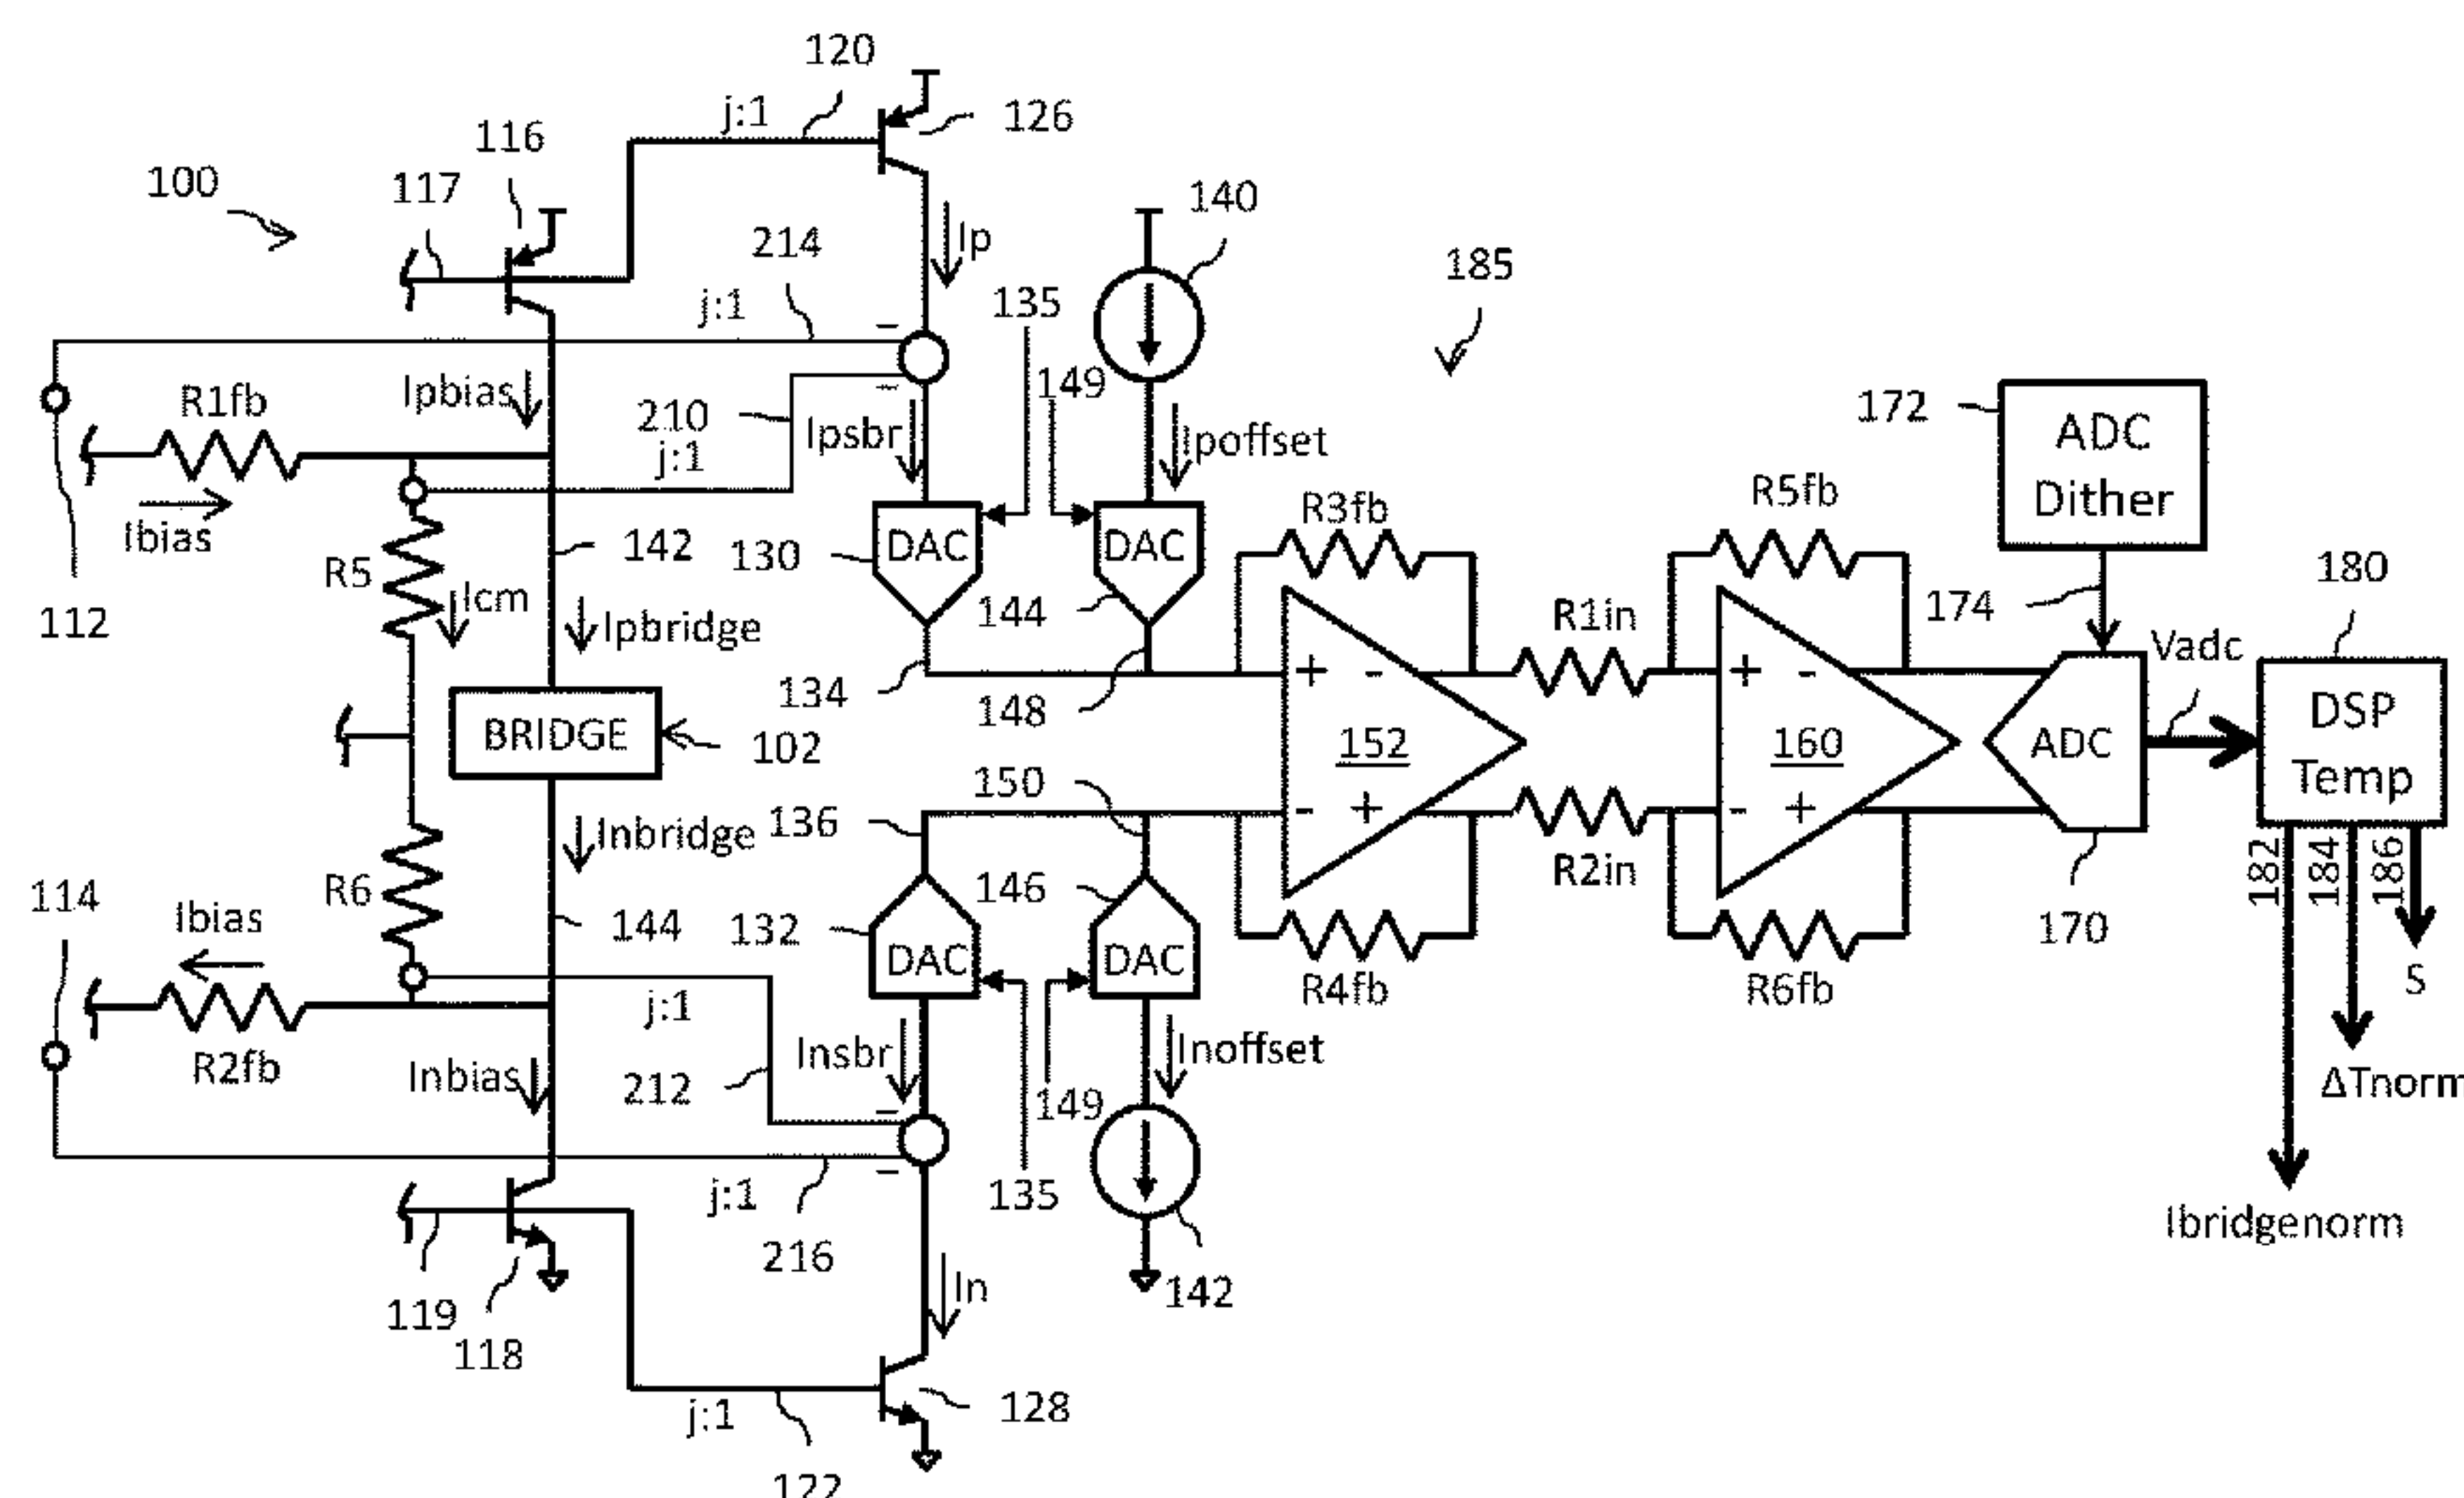 120
j:1
126
116
100
117
Ip
140
214
185
j:1
135
R1fb
Ipbias
149
172
ADC
Dither
210
j:1
Ipsbr
Ipoffset
Ibias
R5
142
130
DAC
DAC
R3fb
R5fb
180
112
Icm
Ipbridge
144
R1in
174
Vadc
134
148
+
-
+
-
DSP
Temp
BRIDGE
102
152
160
ADC
150
Inbridge
136
-
+
-
+
182
184
186
114
R6
146
R2in
Ibias
144
132
DAC
DAC
170
R4fb
R6fb
S
j:1
Insbr
Inoffset
R2fb
Inbias
212
149
ΔTnorm
j:1
135
216
Ibridgenorm
In
142
119
118
j:1
128
122